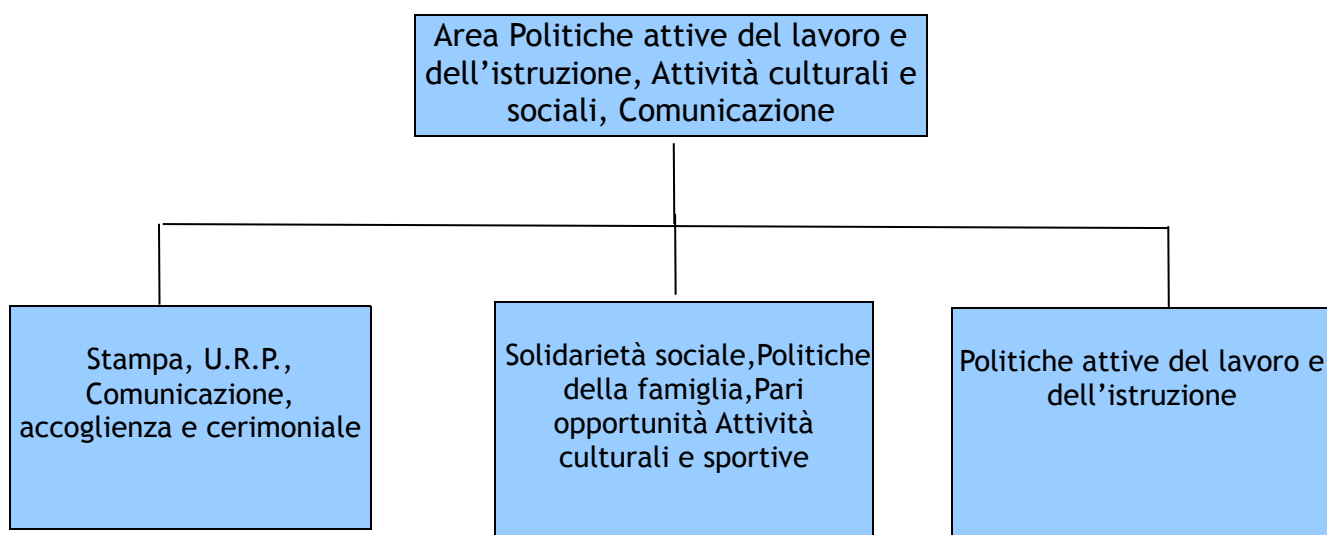 Area Politiche attive del lavoro e
dell’istruzione, Attività culturali e
sociali, Comunicazione
Stampa, U.R.P.,
Comunicazione,
accoglienza e cerimoniale
Solidarietà sociale,Politiche
della famiglia,Pari
opportunità Attività
culturali e sportive
Politiche attive del lavoro e
dell’istruzione